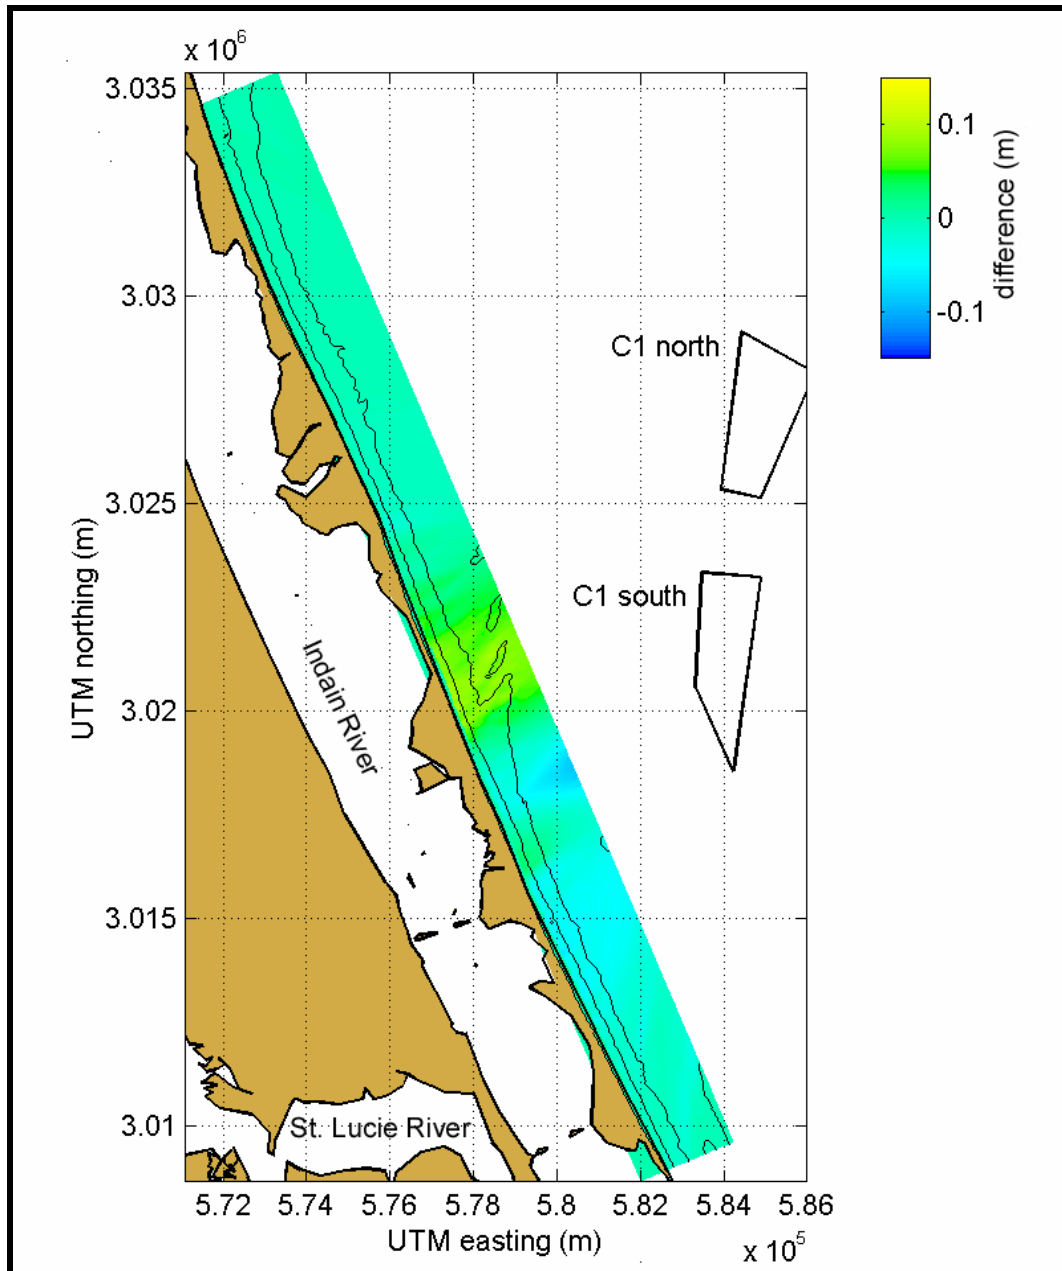 x 10^6
3.035
3.03
3.025
3.02
3.015
3.01
UTM northing (m)
5.72 5.74 5.76 5.78 5.8 5.82 5.84 5.86
UTM easting (m)
x 10^5
C1 north
C1 south
Indain River
St. Lucie River
0.1
0
-0.1
difference (m)